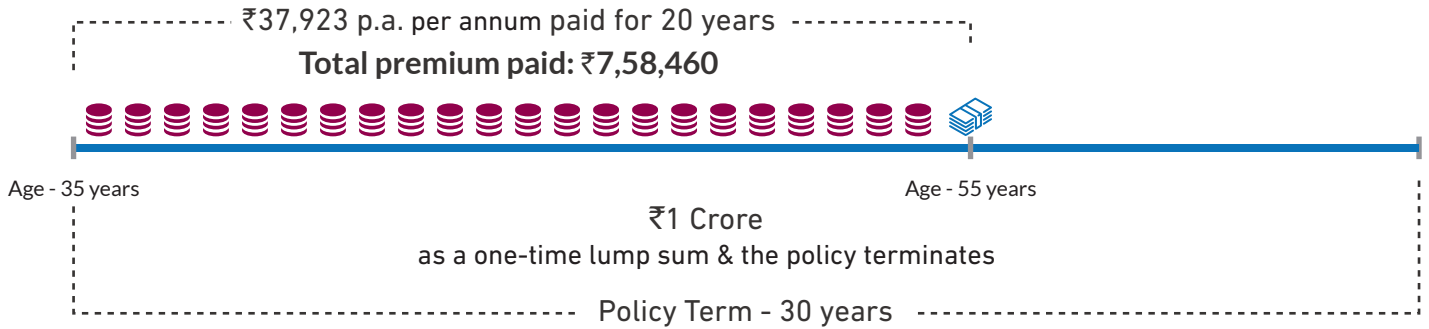 ₹37,923 p.a. per annum paid for 20 years
Total premium paid: ₹7,58,460
Age - 35 years
Age - 55 years
₹1 Crore
as a one-time lump sum & the policy terminates
Policy Term - 30 years